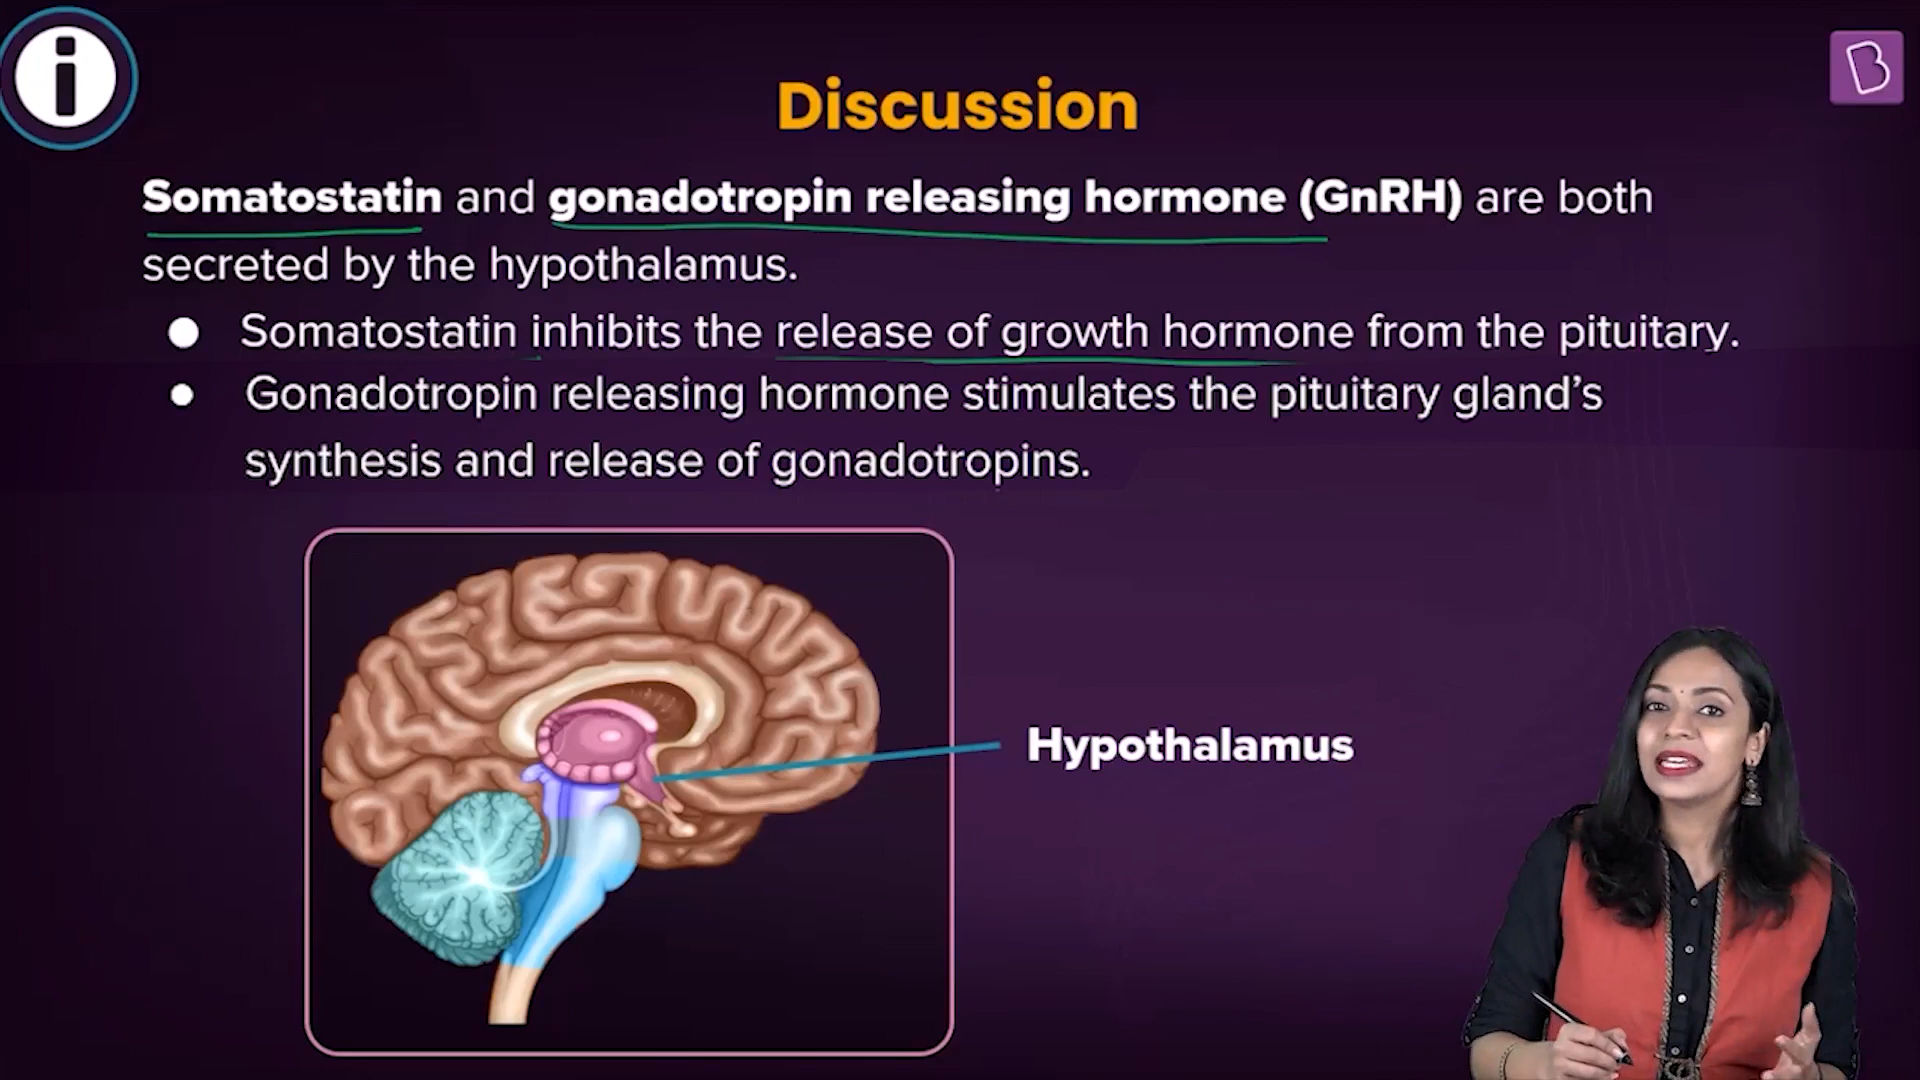 Discussion
Somatostatin and gonadotropin releasing hormone (GnRH) are both
secreted by the hypothalamus.
● Somatostatin inhibits the release of growth hormone from the pituitary.
● Gonadotropin releasing hormone stimulates the pituitary gland’s
synthesis and release of gonadotropins.
Hypothalamus